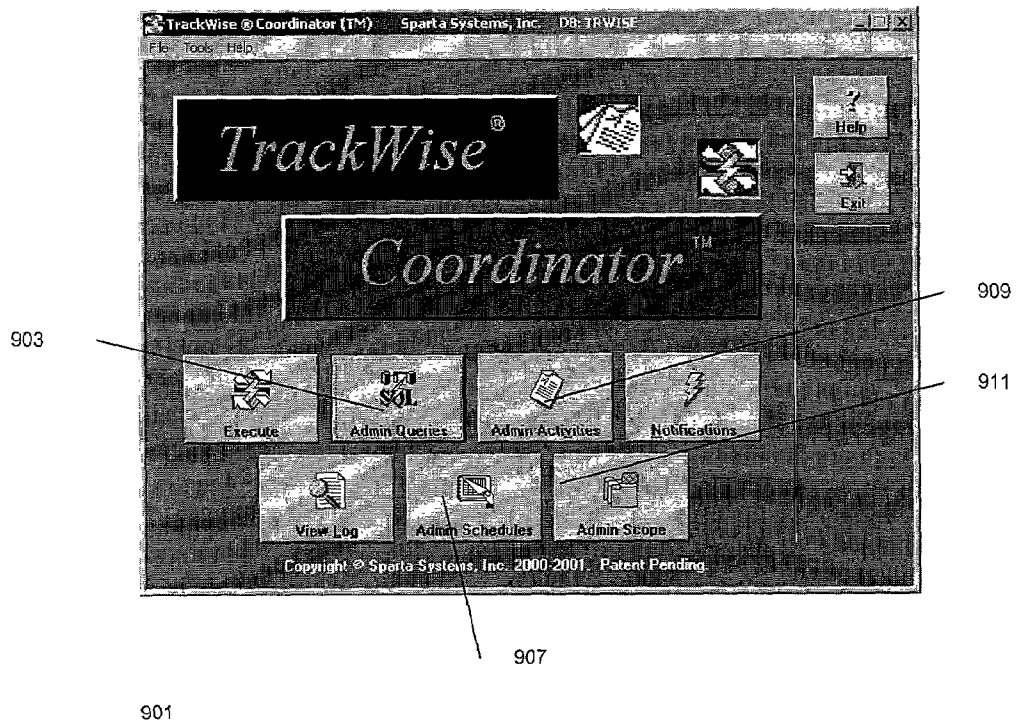 TrackWise ® Coordinator (TM) Sparta Systems, Inc. DB: TRWISE
File Tools Help
TrackWise®
Help
Exit
Coordinator™
909
903
911
Execute Admin Queries Admin Activities Notifications
SQL
View Log Admin Schedules Admin Scope
Copyright © Sparta Systems, Inc. 2000-2001. Patent Pending.
907
901